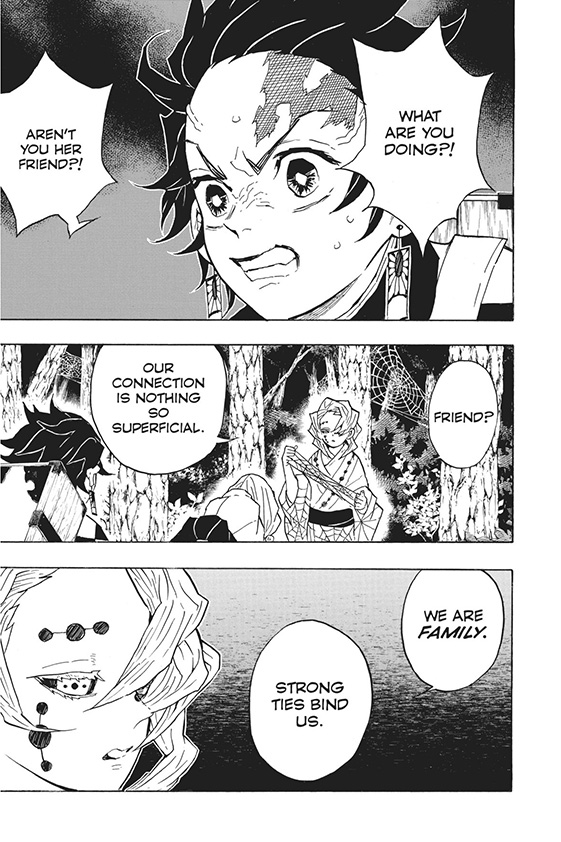 WHAT
ARE YOU
DOING?!
AREN'T
YOU HER
FRIEND?!
FRIEND?
OUR
CONNECTION
IS NOTHING
SO
SUPERFICIAL.
WE ARE
FAMILY.
STRONG
TIES BIND
US.